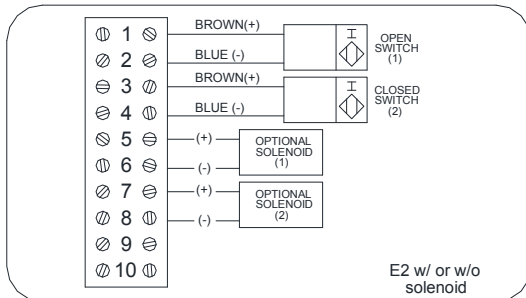 1 BROWN(+)
2 BLUE (-)
OPEN
SWITCH
(1)
3 BROWN(+)
4 BLUE (-)
CLOSED
SWITCH
(2)
5 (+)
6 (-)
OPTIONAL
SOLENOID
(1)
7 (+)
8 (-)
OPTIONAL
SOLENOID
(2)
9
10
E2 w/ or w/o
solenoid